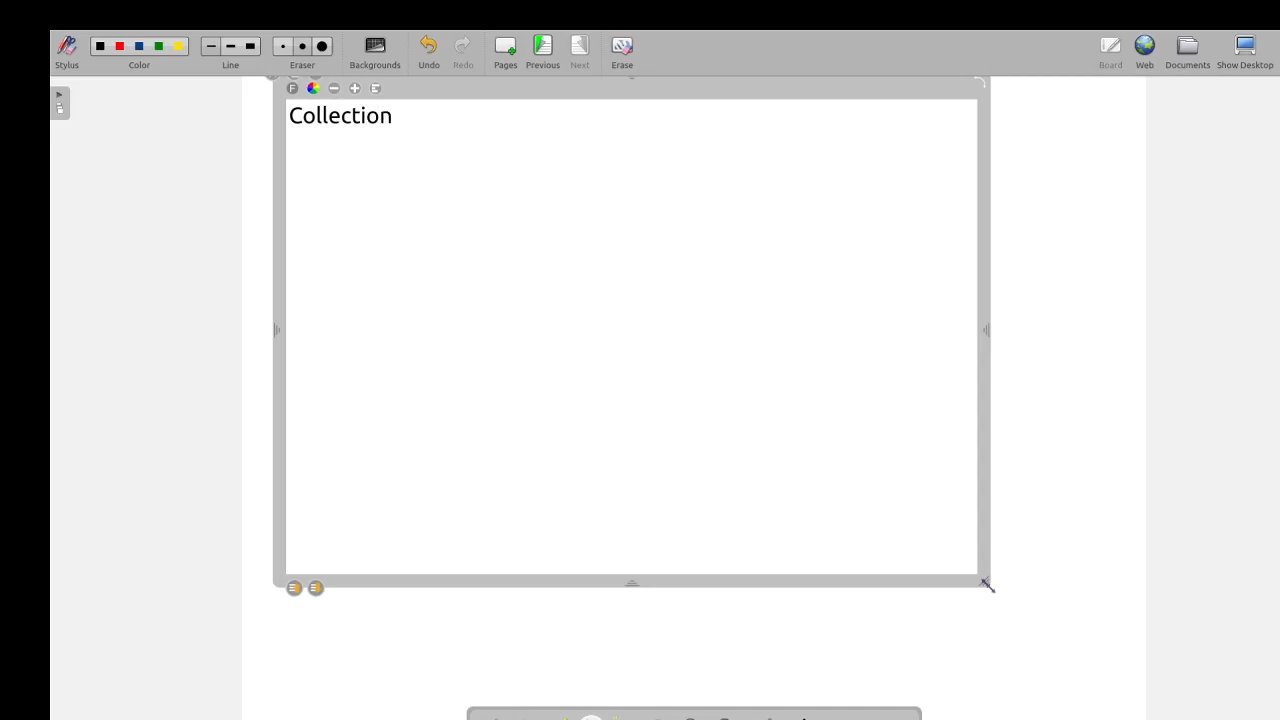 Stylus Color Line Eraser Backgrounds Undo Redo Pages Previous Next Erase Board Web Documents Show Desktop
F E
Collection